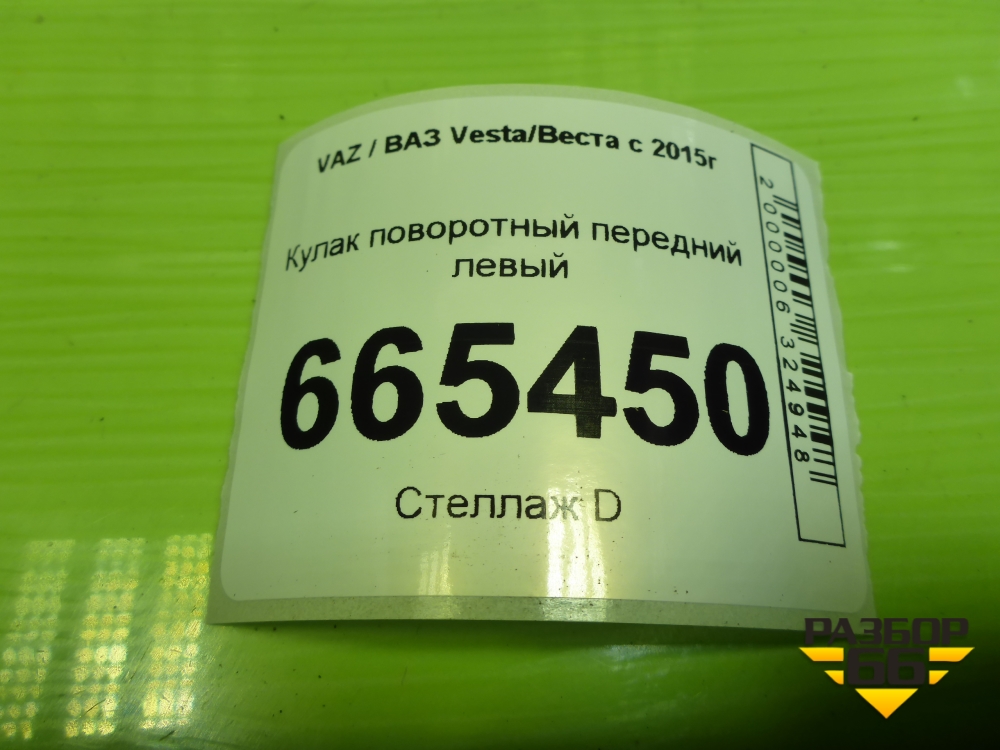 VAZ / ВАЗ Vesta/Веста с 2015г
Кулак поворотный передний
левый
665450
Стеллаж D
2000006324948
РАЗБОР
66